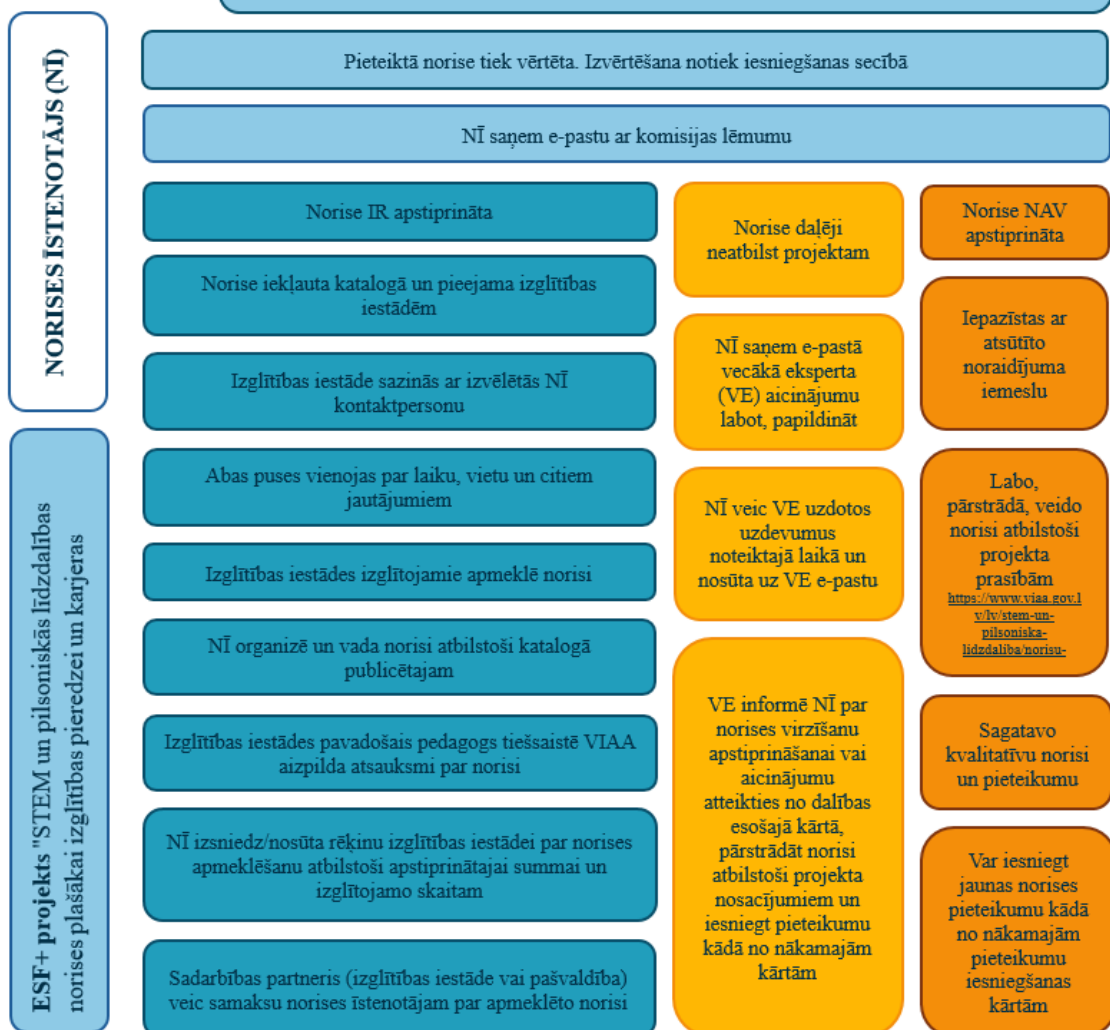 NORISES ĪSTENOTĀJS (NĪ)
Pieteiktā norise tiek vērtēta. Izvērtēšana notiek iesniegšanas secībā
NĪ saņem e-pastu ar komisijas lēmumu
Norise IR apstiprināta
Norise iekļauta katalogā un pieejama izglītības
iestādēm
Izglītības iestāde sazinās ar izvēlētās NĪ
kontaktpersonu
Abas puses vienojas par laiku, vietu un citiem
jautājumiem
Izglītības iestādes izglītojamie apmeklē norisi
NĪ organizē un vada norisi atbilstoši katalogā
publicētajam
Izglītības iestādes pavadošais pedagogs tiešsaistē VIAA
aizpilda atsauksmi par norisi
NĪ izsniedz/nosūta rēķinu izglītības iestādei par norises
apmeklēšanu atbilstoši apstiprinātajai summai un
izglītojamo skaitam
Sadarbības partneris (izglītības iestāde vai pašvaldība)
veic samaksu norises īstenotājam par apmeklēto norisi
Norise daļēji
neatbilst projektam
NĪ saņem e-pastā
vecākā eksperta
(VE) aicinājumu
labot, papildināt
NĪ veic VE uzdotos
uzdevumus
noteiktajā laikā un
nosūta uz VE e-pastu
VE informē NĪ par
norises virzīšanu
apstiprināšanai vai
aicinājumu
atteikties no dalības
esošajā kārtā,
pārstrādāt norisi
atbilstoši projekta
nosacījumiem un
iesniegt pieteikumu
kādā no nākamajām
kārtām
Norise NAV
apstiprināta
Iepazīstas ar
atsūtīto
noraidījuma
iemeslu
Labo,
pārstrādā, veido
norisi atbilstoši
projekta
prasībām
https://www.viaa.gov.l
v/lv/stem-un-
pilsoniska-
lidzdaliba/norisu-
Sagatavo
kvalitatīvu norisi
un pieteikumu
Var iesniegt
jaunas norises
pieteikumu kādā
no nākamajām
pieteikumu
iesniegšanas
kārtām
ESF+ projekts "STEM un pilsoniskās līdzdalības
norises plašākai izglītības pieredzei un karjeras